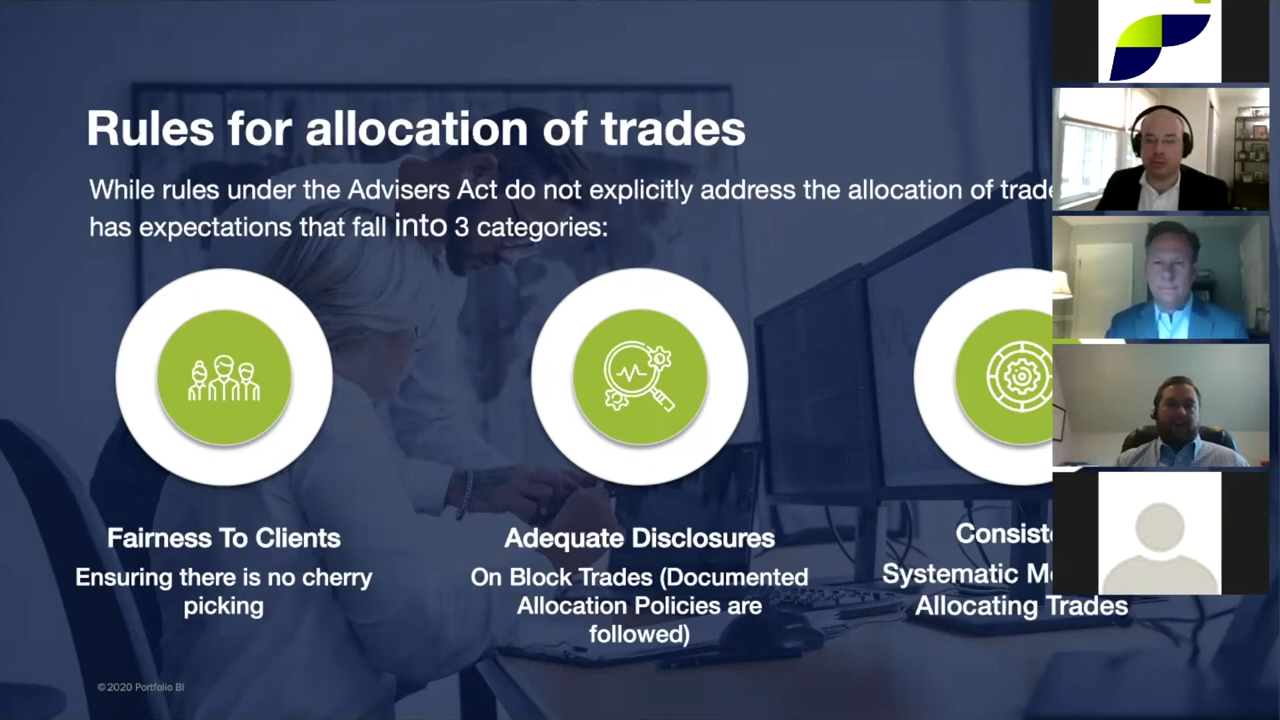 Rules for allocation of trades
While rules under the Advisers Act do not explicitly address the allocation of
has expectations that fall into 3 categories:
Fairness To Clients
Ensuring there is no cherry
picking
Adequate Disclosures
On Block Trades (Documented
Allocation Policies are
followed)
Systematic
Allocating Trades
©2020 Portfolio BI